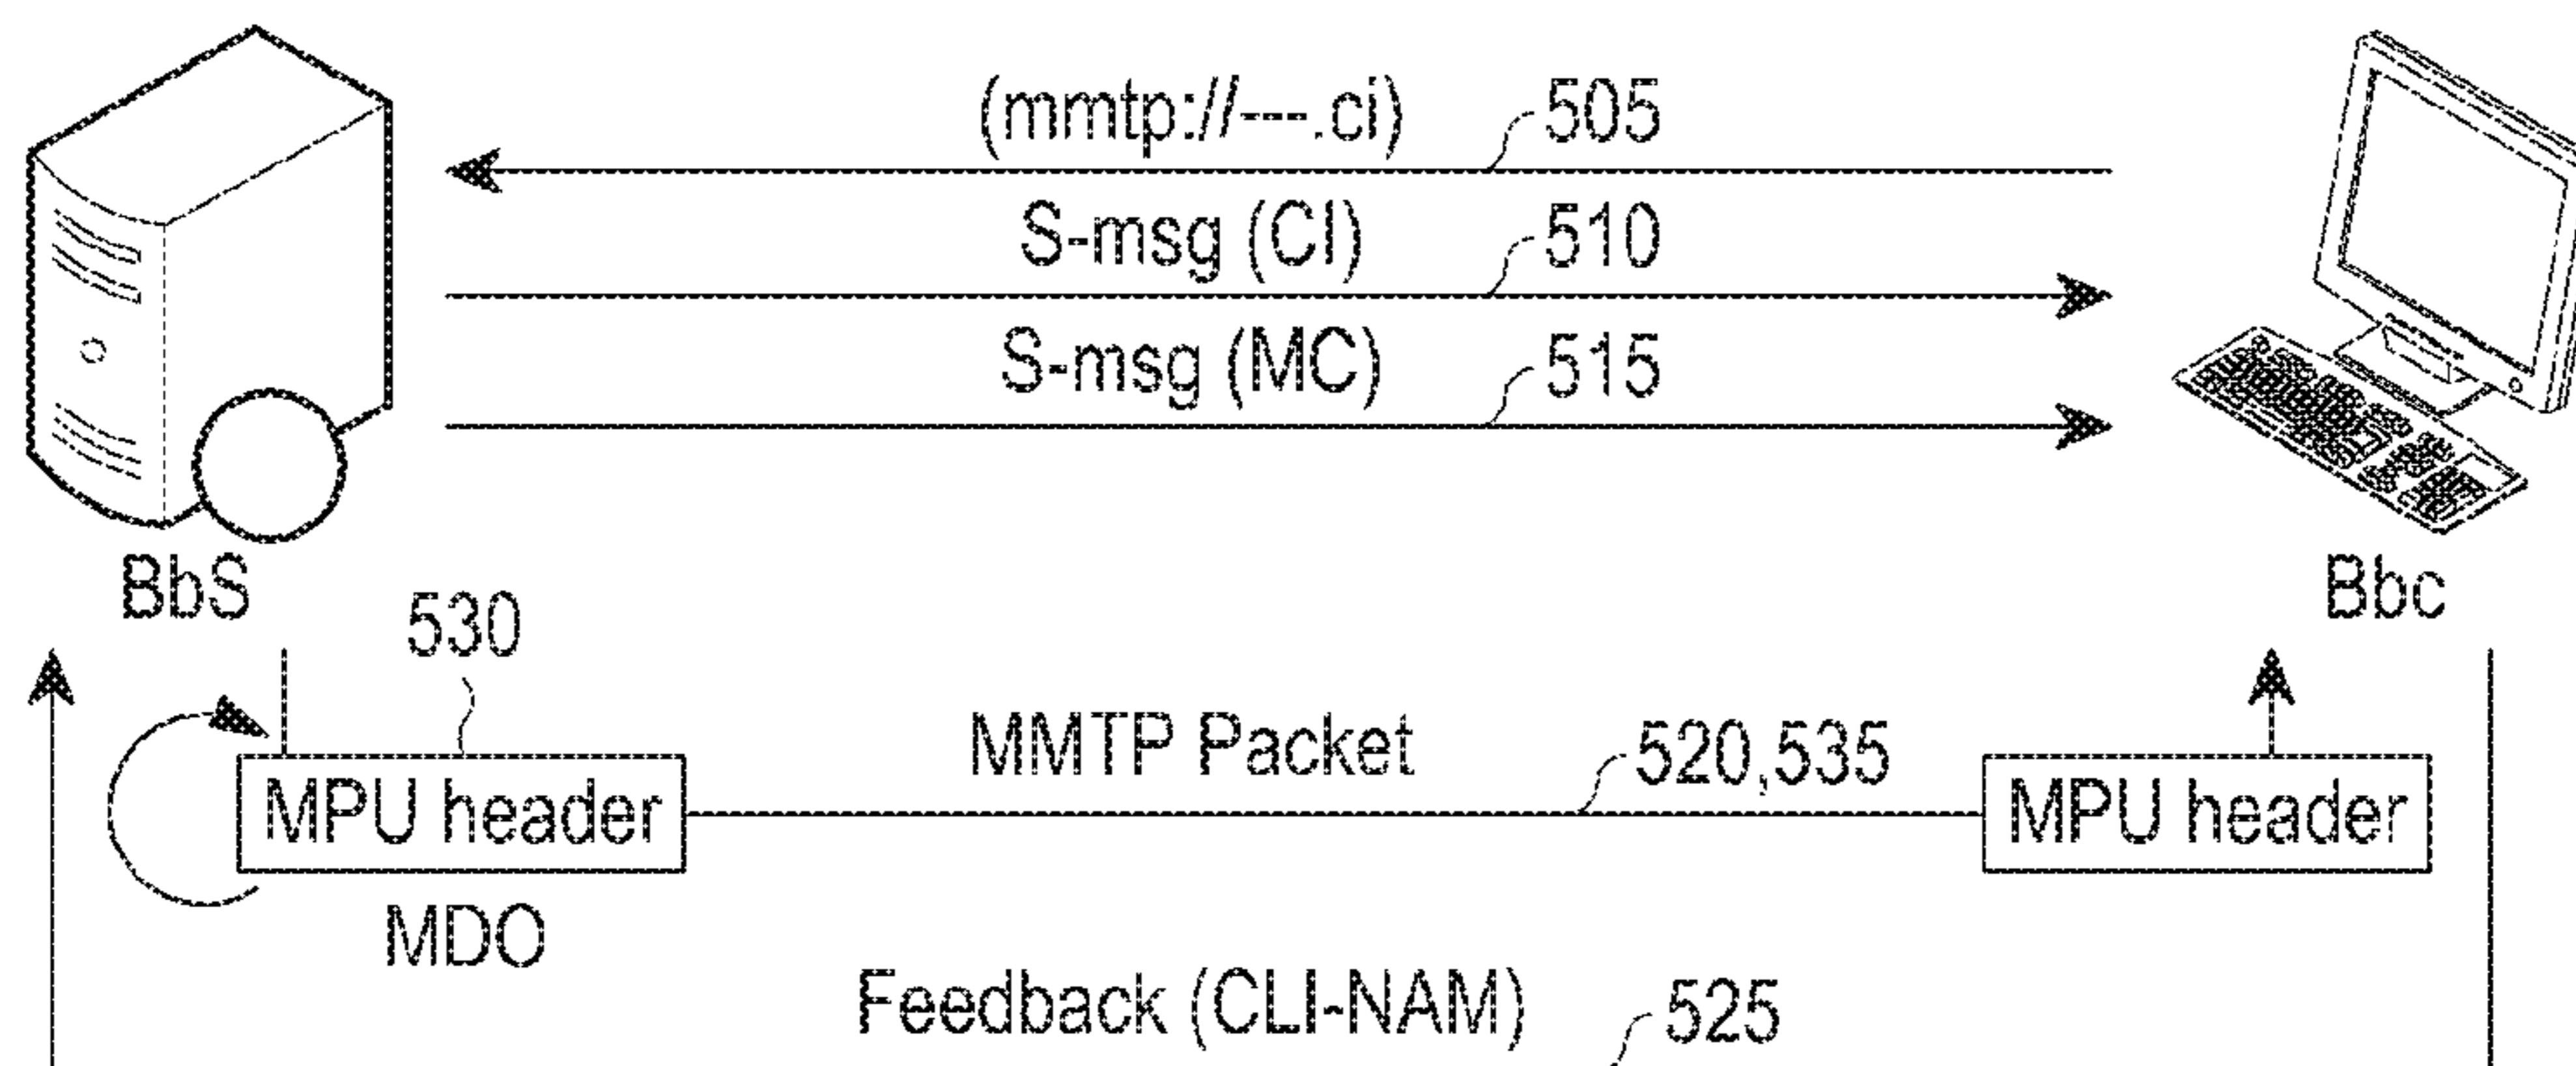 (mmtp://---.ci) 505
S-msg (CI) 510
S-msg (MC) 515
BbS
Bbc
530
MMTP Packet 520,535
MPU header
MPU header
MDO
Feedback (CLI-NAM) 525